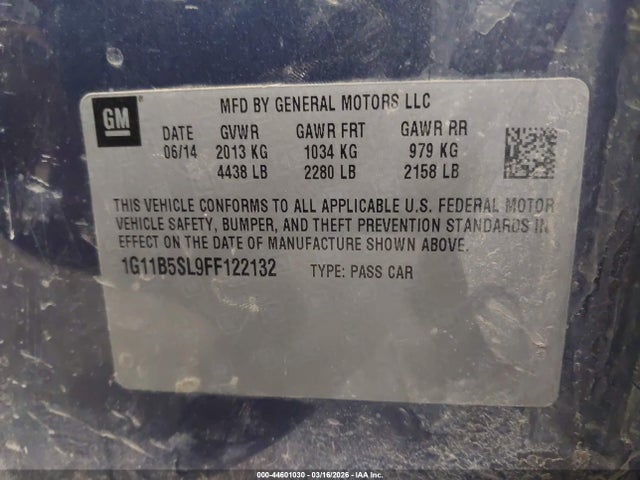 GM
MFD BY GENERAL MOTORS LLC
DATE GVWR GAWR FRT GAWR RR
06/14 2013 KG 1034 KG 979 KG
4438 LB 2280 LB 2158 LB
THIS VEHICLE CONFORMS TO ALL APPLICABLE U.S. FEDERAL MOTOR
VEHICLE SAFETY, BUMPER, AND THEFT PREVENTION STANDARDS IN
EFFECT ON THE DATE OF MANUFACTURE SHOWN ABOVE.
1G11B5SL9FF122132 TYPE: PASS CAR
000-44601030 - 03/16/2026 - IAA Inc.